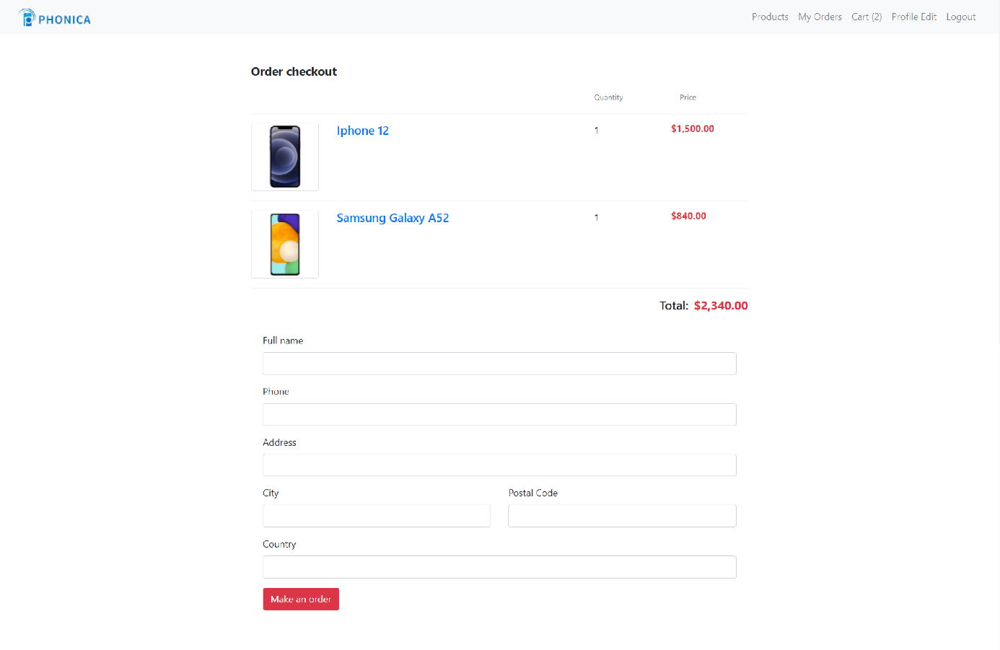 PHONICA
Products My Orders Cart (2) Profile Edit Logout
Order checkout
Quantity Price
Iphone 12 1 $1,500.00
Samsung Galaxy A52 1 $840.00
Total: $2,340.00
Full name
Phone
Address
City Postal Code
Country
Make an order